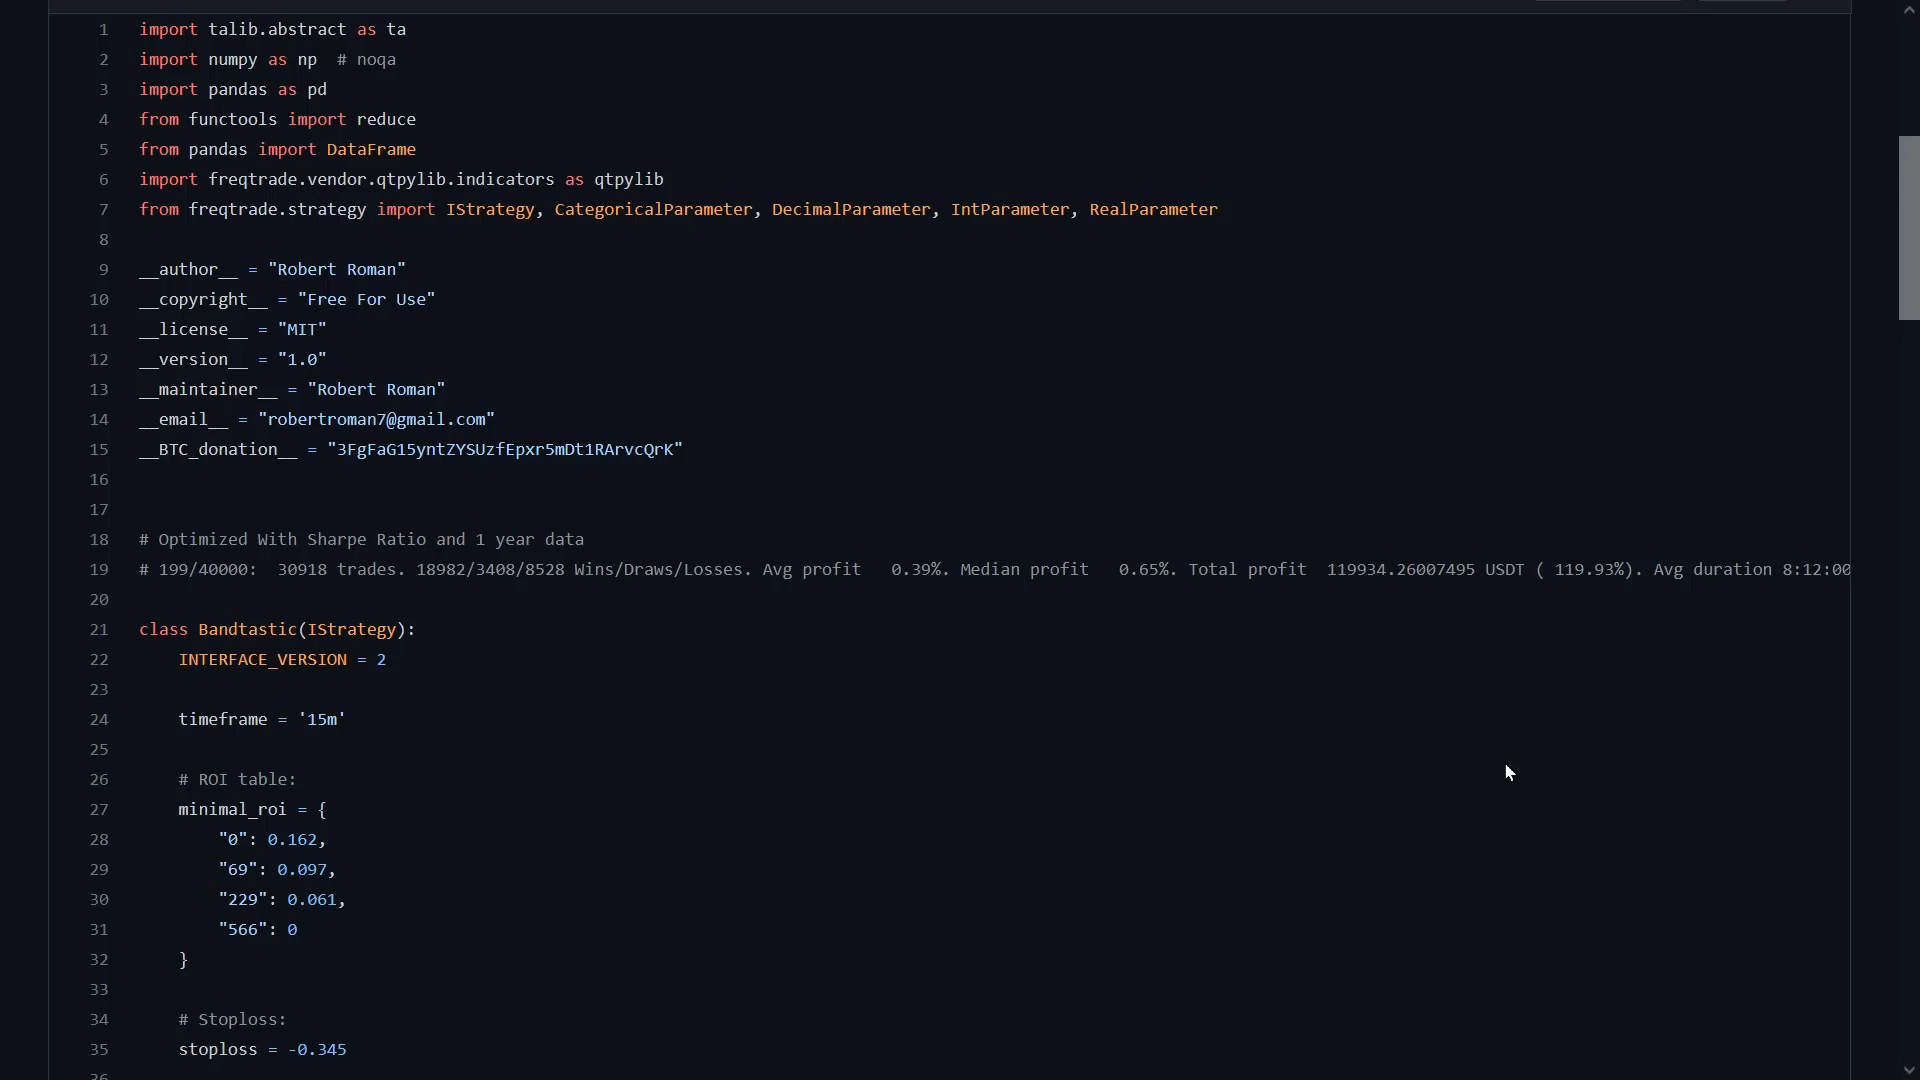 1 import talib.abstract as ta
2 import numpy as np  # noqa
3 import pandas as pd
4 from functools import reduce
5 from pandas import DataFrame
6 import freqtrade.vendor.qtpylib.indicators as qtpylib
7 from freqtrade.strategy import IStrategy, CategoricalParameter, DecimalParameter, IntParameter, RealParameter
8
9 __author__ = "Robert Roman"
10 __copyright__ = "Free For Use"
11 __license__ = "MIT"
12 __version__ = "1.0"
13 __maintainer__ = "Robert Roman"
14 __email__ = "robertroman7@gmail.com"
15 __BTC_donation__ = "3FgFaG15yntZYSUzfEpxr5mDt1RArvcQrK"
16
17
18 # Optimized With Sharpe Ratio and 1 year data
19 # 199/40000:  30918 trades. 18982/3408/8528 Wins/Draws/Losses. Avg profit   0.39%. Median profit   0.65%. Total profit  119934.26007495 USDT ( 119.93%). Avg duration 8:12:00
20
21 class Bandtastic(IStrategy):
22     INTERFACE_VERSION = 2
23
24     timeframe = '15m'
25
26     # ROI table:
27     minimal_roi = {
28         "0": 0.162,
29         "69": 0.097,
30         "229": 0.061,
31         "566": 0
32     }
33
34     # Stoploss:
35     stoploss = -0.345
36